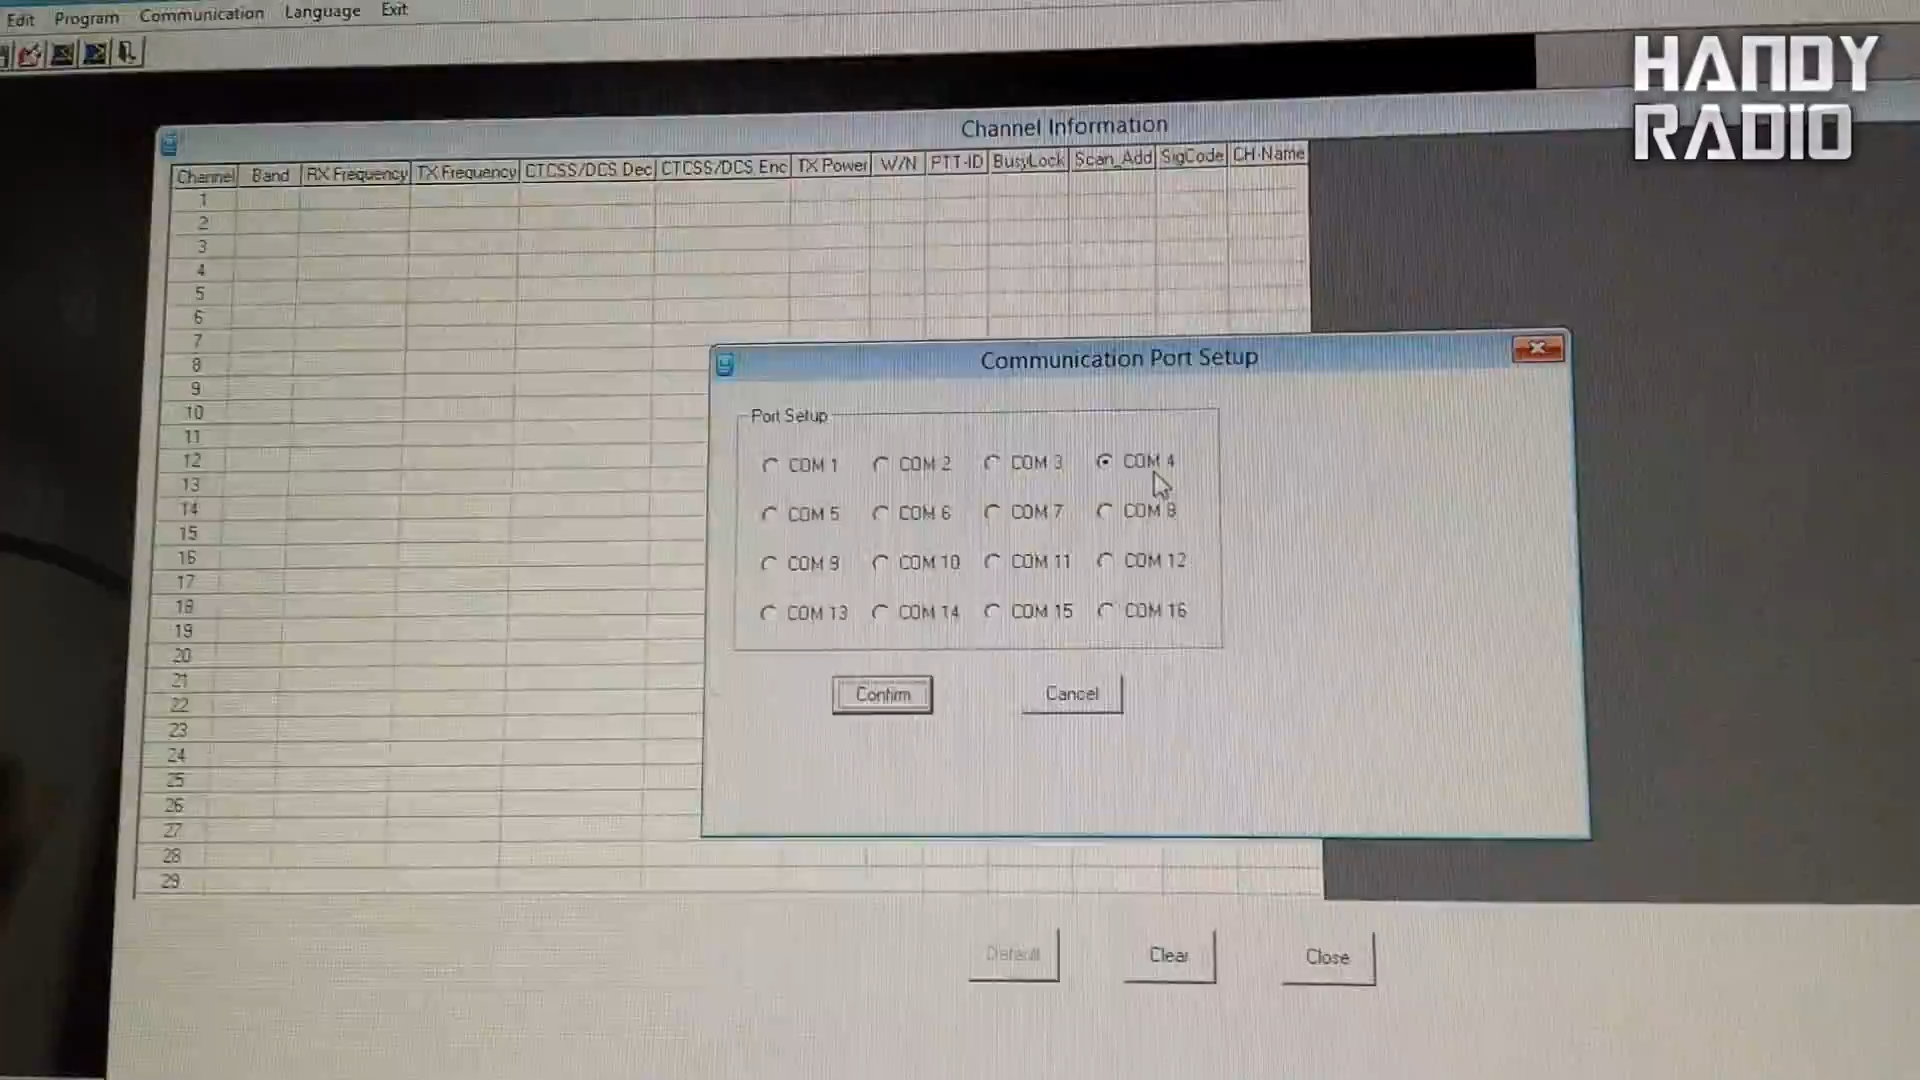 Edit Program Communication Language Exit
HANDY
RADIO
Channel Information
Channel Band RX Frequency TX Frequency CTCSS/DCS Dec CTCSS/DCS Enc TX Power W/N PTT-ID BusyLock Scan_Add SigCode CH-Name
1
2
3
4
5
6
7
8
9
10
11
12
13
14
15
16
17
18
19
20
21
22
23
24
25
26
27
28
29
Communication Port Setup
Port Setup
COM 1 COM 2 COM 3 COM 4
COM 5 COM 6 COM 7 COM 8
COM 9 COM 10 COM 11 COM 12
COM 13 COM 14 COM 15 COM 16
Confirm Cancel
Default Clear Close